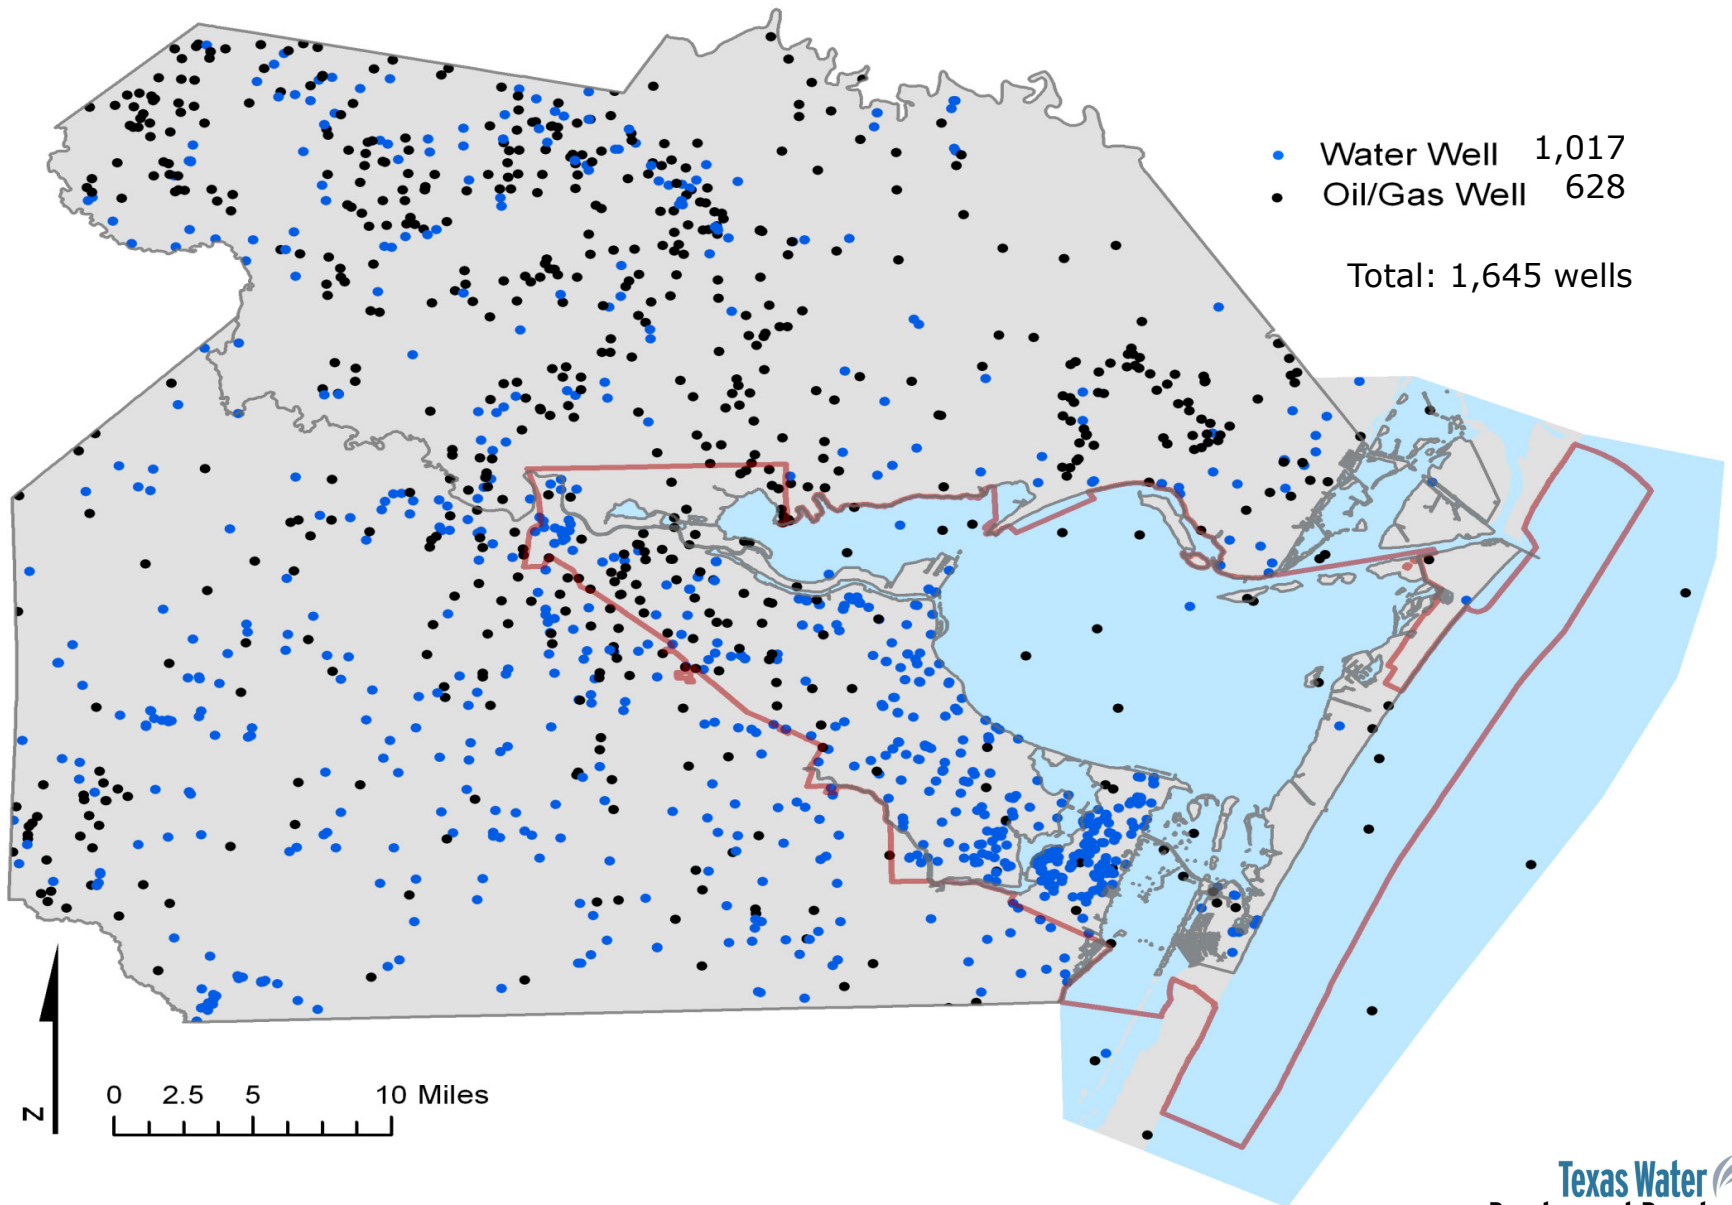 Water Well 1,017
Oil/Gas Well 628
Total: 1,645 wells
0 2.5 5 10 Miles
N
Texas Water